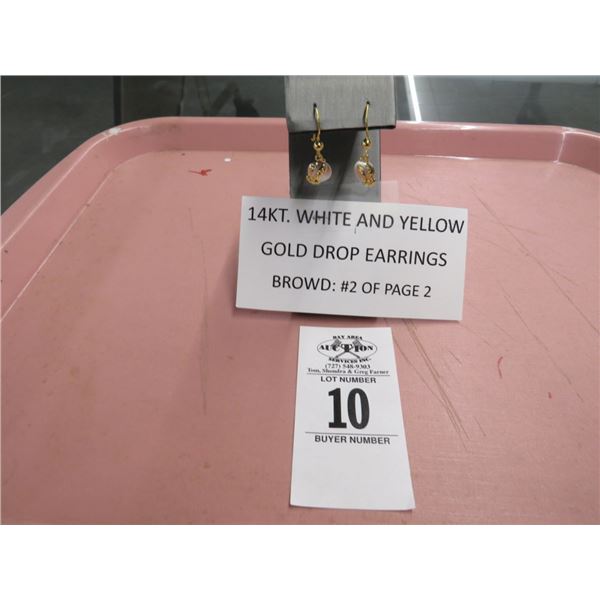 14KT. WHITE AND YELLOW
GOLD DROP EARRINGS
BROWD: #2 OF PAGE 2
BAY AREA
AUCTION
SERVICES INC.
(727) 548-9303
Tom, Shondra & Greg Farner
LOT NUMBER
10
BUYER NUMBER